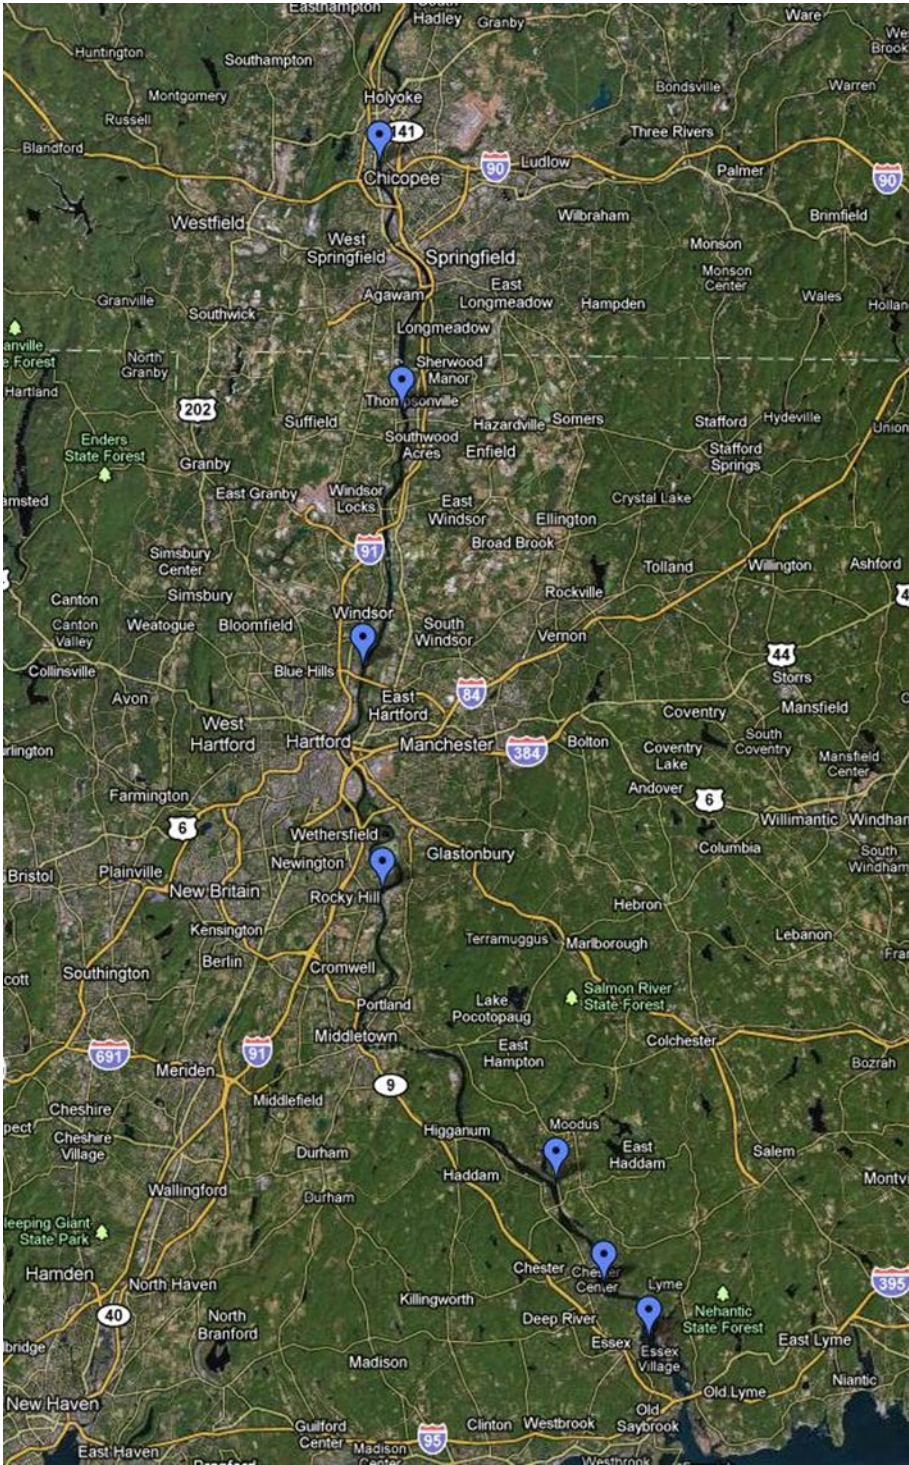 Easthampton
South
Hadley
Granby
Ware
Huntington
Southampton
Bondsville
Warren
Montgomery
Holyoke
Russell
141
Three Rivers
Blandford
90
Ludlow
Palmer
90
Chicopee
Westfield
Wilbraham
Brimfield
West
Springfield
Springfield
Monson
Monson
Center
Granville
Agawam
East
Longmeadow
Hampden
Wales
Southwick
Longmeadow
anville
e Forest
North
Granby
Sherwood
Manor
Hartland
Thompsonville
202
Suffield
Hazardville
Somers
Stafford
Hydeville
Union
Enders
State Forest
Southwood
Acres
Enfield
Stafford
Springs
Granby
East Granby
Windsor
Locks
East
Windsor
Crystal Lake
amsted
Ellington
91
Broad Brook
Simsbury
Center
Tolland
Willington
Ashford
Canton
Simsbury
Rockville
Windsor
Canton
Valley
Weatogue
Bloomfield
South
Windsor
Vernon
Collinsville
Blue Hills
44
Storrs
Avon
84
East
Hartford
Coventry
Mansfield
West
Hartford
Hartford
Manchester
384
Bolton
South
Coventry
Coventry
Lake
Mansfield
Center
rlington
Farmington
Andover
6
6
Willimantic
Windham
Wethersfield
Columbia
South
Windham
Bristol
Plainville
Newington
Glastonbury
New Britain
Rocky Hill
Hebron
Kensington
Terramuggus
Marlborough
Lebanon
Berlin
cott
Southington
Cromwell
Salmon River
State Forest
Portland
Lake
Pocotopaug
Middletown
Colchester
691
91
East
Hampton
Bozrah
Meriden
9
Cheshire
Middlefield
pect
Cheshire
Village
Higganum
Moodus
Durham
East
Haddam
Salem
Haddam
Wallingford
Durham
leeping Giant
State Park
Hamden
North Haven
Chester
Chester
Center
Lyme
395
Killingworth
40
North
Branford
Deep River
Nehantic
State Forest
Essex
Essex
Village
East Lyme
Madison
Niantic
New Haven
Old Lyme
Old
Saybrook
Guilford
Center
95
Clinton
Westbrook
East Haven
Madison
Center
Westbrook